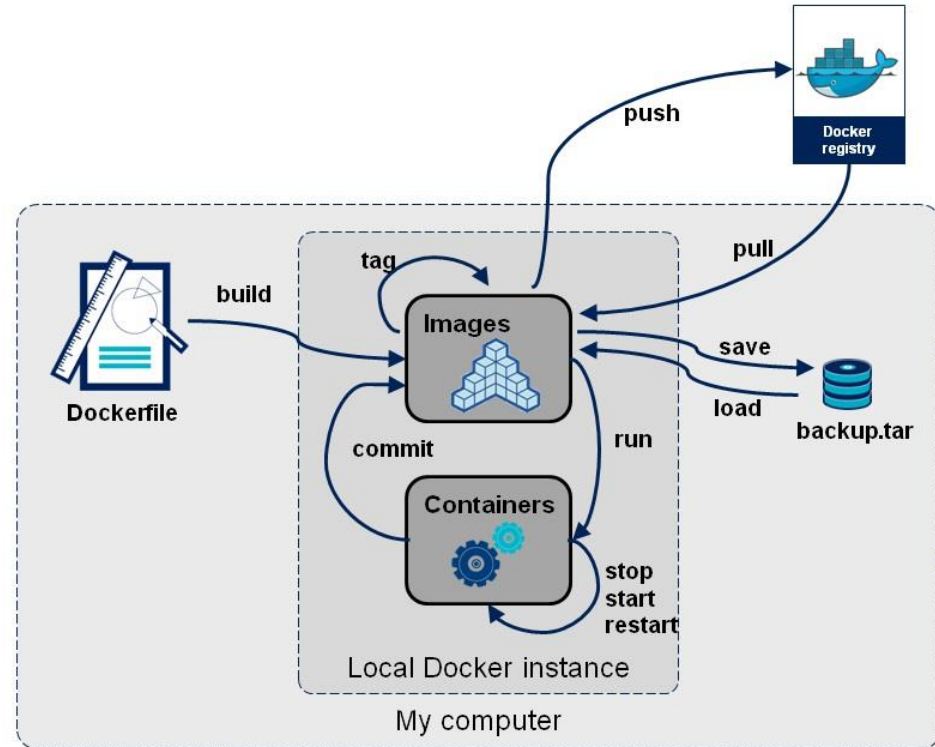 push
Docker
registry
pull
tag
build
Images
save
Dockerfile
load
backup.tar
commit
run
Containers
stop
start
restart
Local Docker instance
My computer